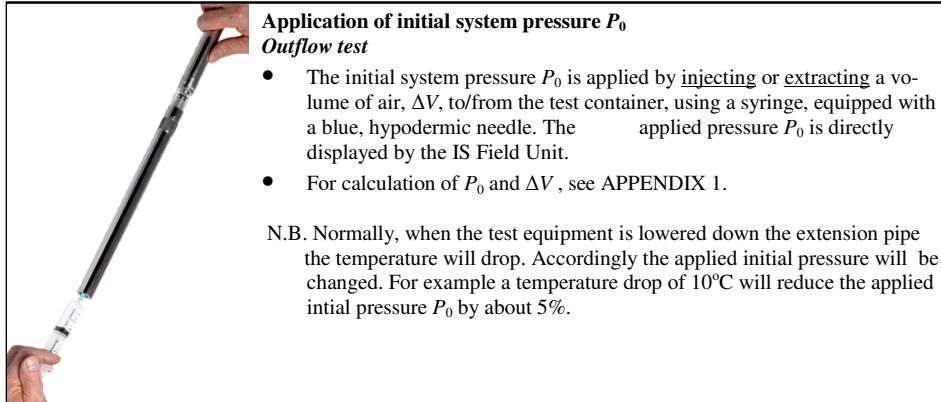 Application of initial system pressure P₀
Outflow test
• The initial system pressure P₀ is applied by injecting or extracting a vo-
lume of air, ΔV, to/from the test container, using a syringe, equipped with
a blue, hypodermic needle. The applied pressure P₀ is directly
displayed by the IS Field Unit.
• For calculation of P₀ and ΔV , see APPENDIX 1.
N.B. Normally, when the test equipment is lowered down the extension pipe
the temperature will drop. Accordingly the applied initial pressure will be
changed. For example a temperature drop of 10°C will reduce the applied
intial pressure P₀ by about 5%.